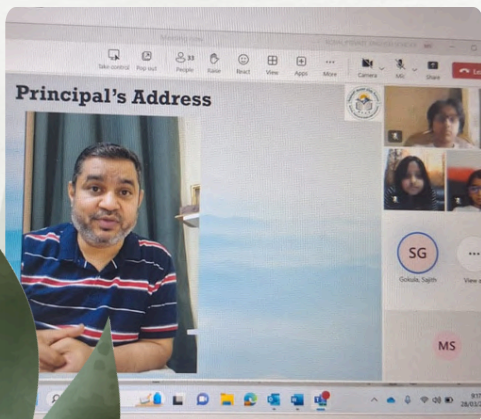 Take control
Pop out
People
Raise
React
View
Apps
More
Camera
Mic
Share
Principal's Address
SG
Gokula, Sajith
MS